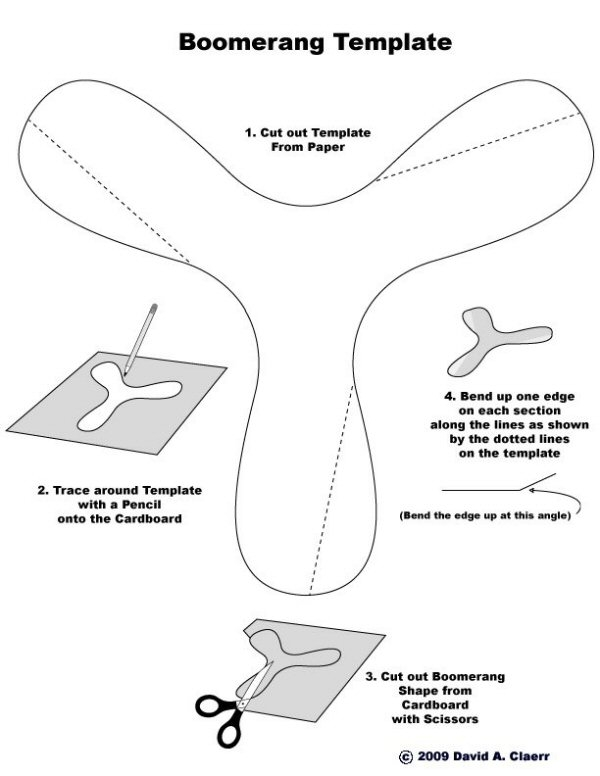 Boomerang Template
1. Cut out Template
From Paper
2. Trace around Template
with a Pencil
onto the Cardboard
4. Bend up one edge
on each section
along the lines as shown
by the dotted lines
on the template
(Bend the edge up at this angle)
3. Cut out Boomerang
Shape from
Cardboard
with Scissors
© 2009 David A. Claerr